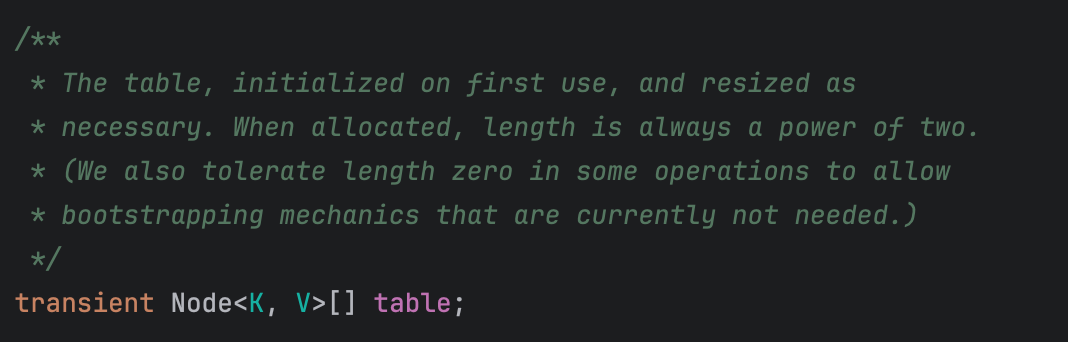 /**
 * The table, initialized on first use, and resized as
 * necessary. When allocated, length is always a power of two.
 * (We also tolerate length zero in some operations to allow
 * bootstrapping mechanics that are currently not needed.)
 */
transient Node<K, V>[] table;